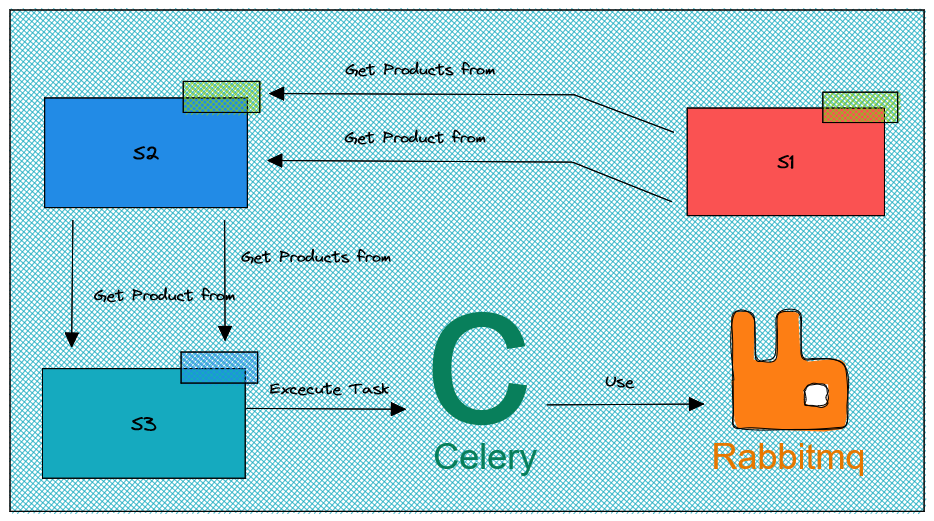 Get Products from
Get Product from
S2
S1
Get Products from
Get Product from
S3
Excecute Task
Use
C
Celery
Rabbitmq